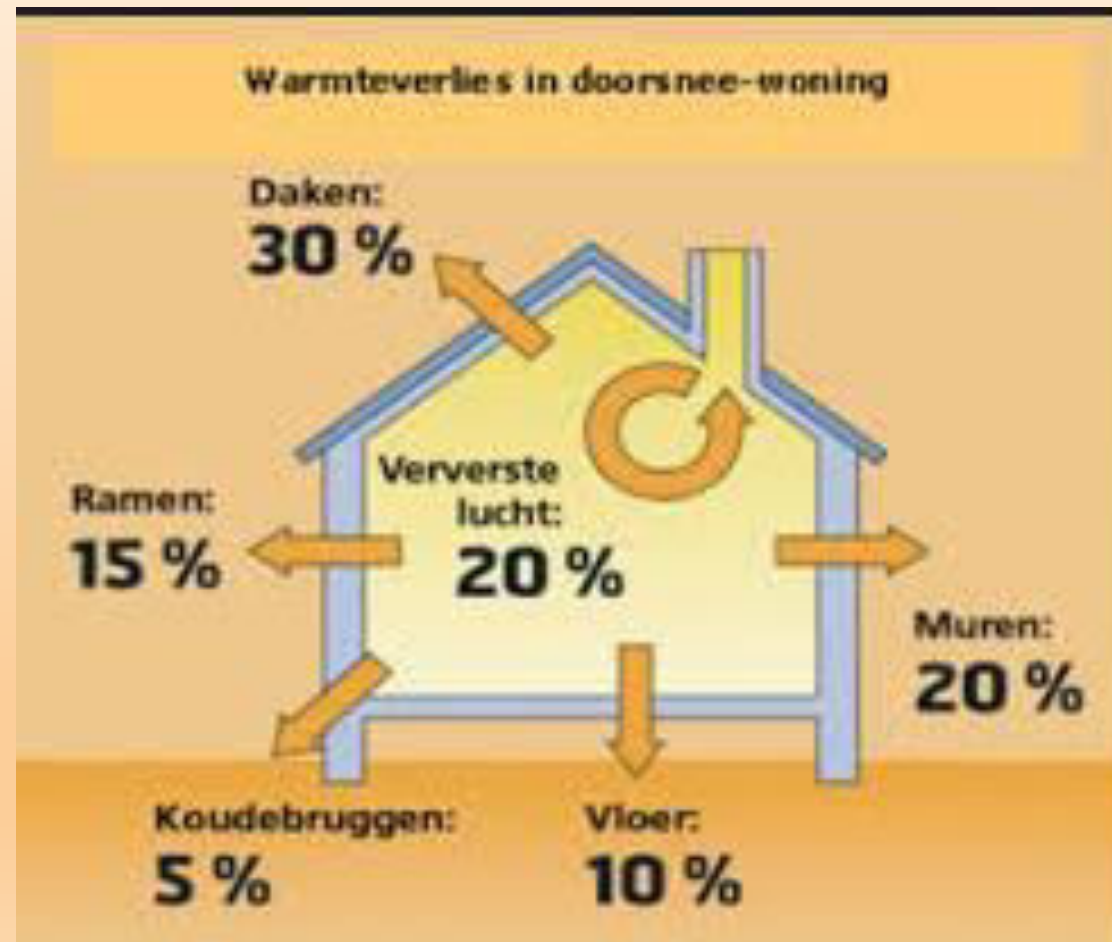 Warmteverlies in doorsnee-woning
Daken:
30 %
Ververste
lucht:
20 %
Ramen:
15 %
Muren:
20 %
Koudebruggen:
5 %
Vloer:
10 %